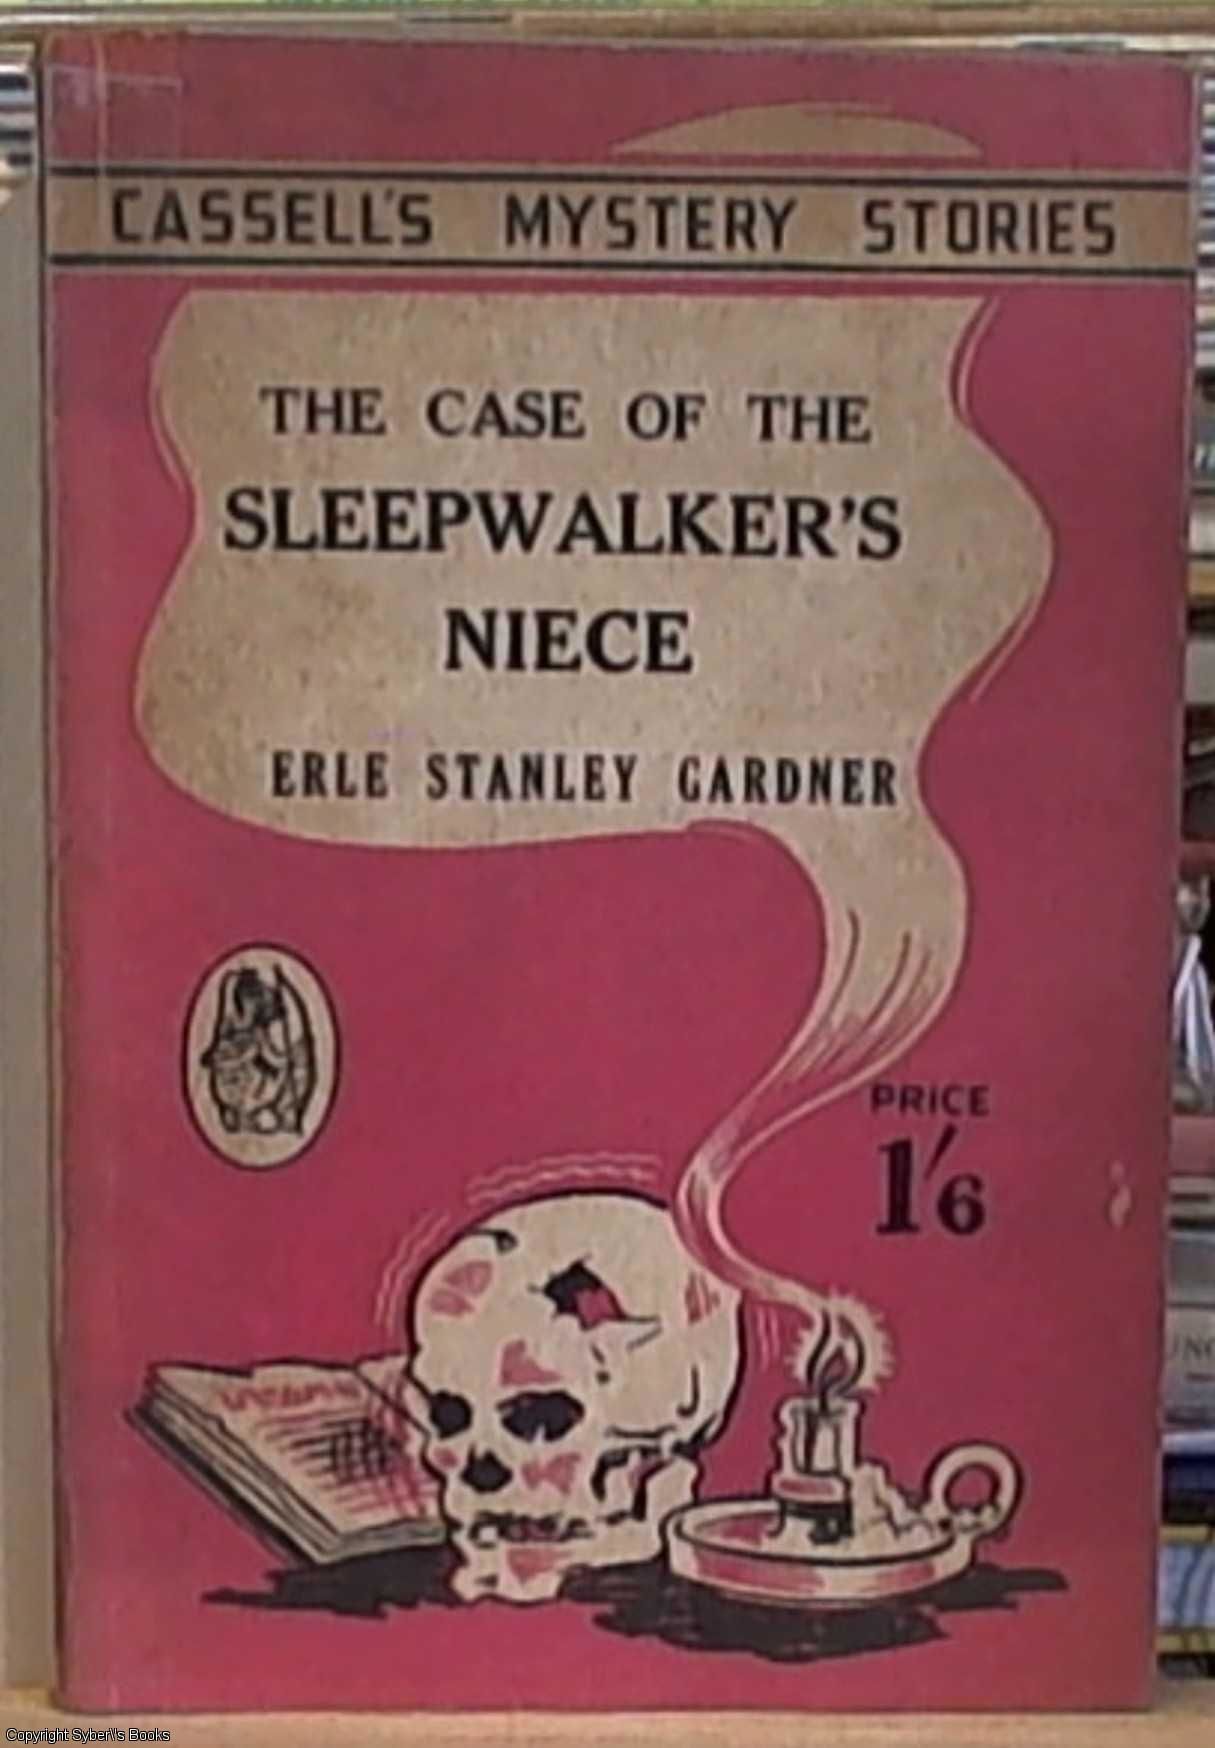 CASSELL'S MYSTERY STORIES
THE CASE OF THE
SLEEPWALKER'S
NIECE
ERLE STANLEY GARDNER
PRICE
1'6
Copyright Syber\'s Books